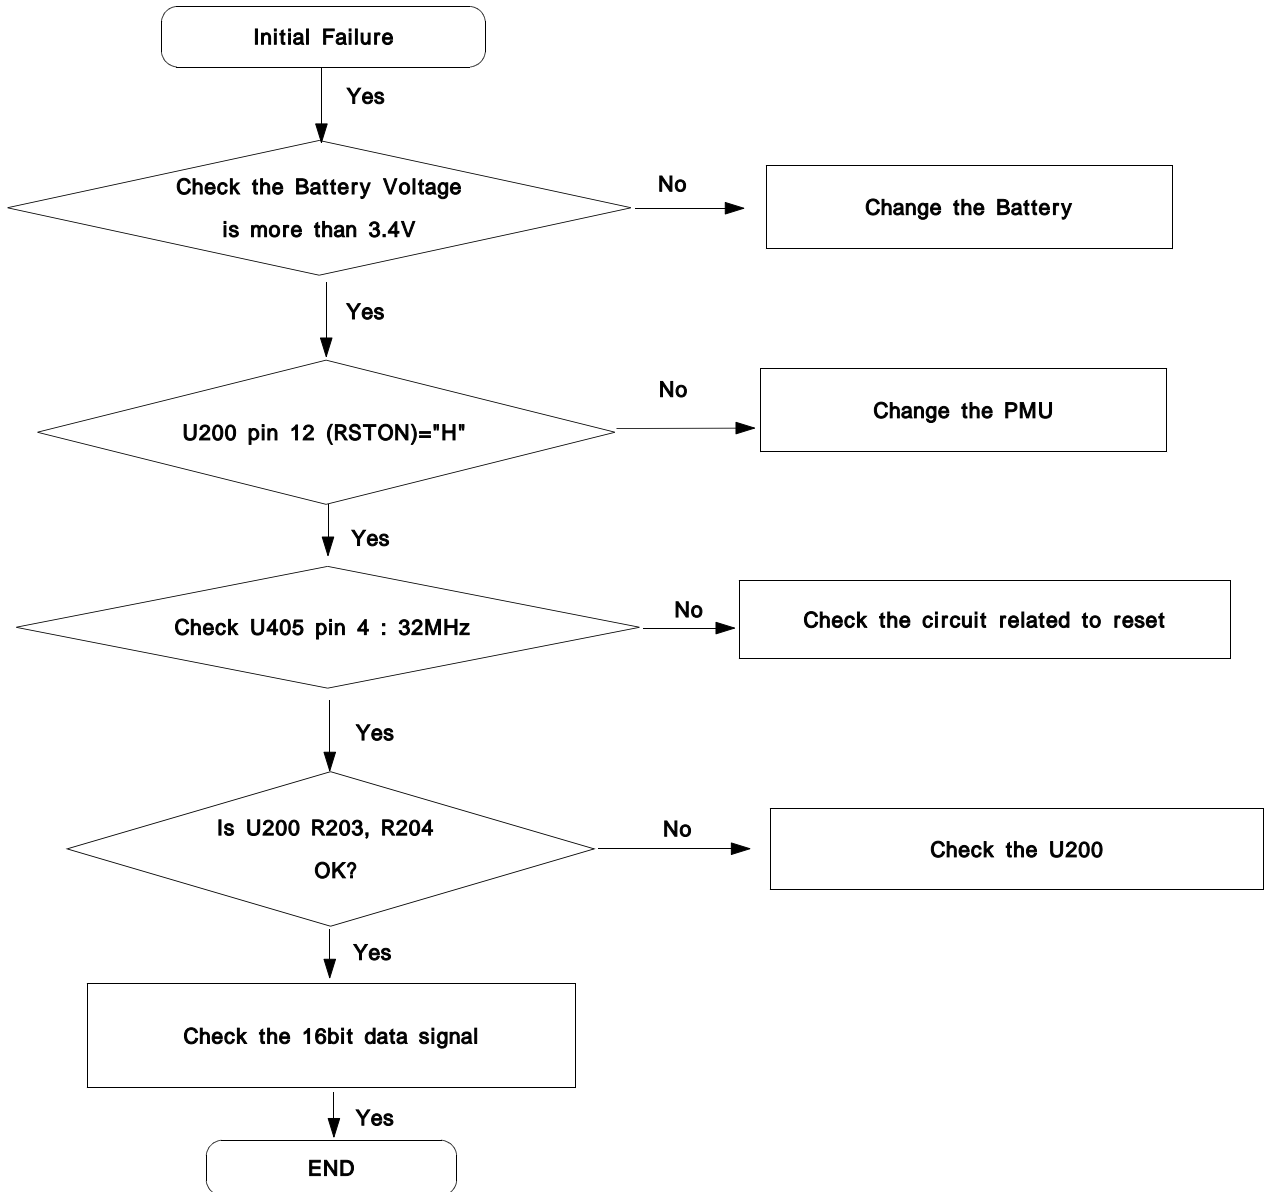 Initial Failure
Yes
Check the Battery Voltage
is more than 3.4V
No
Change the Battery
Yes
U200 pin 12 (RSTON)="H"
No
Change the PMU
Yes
Check U405 pin 4 : 32MHz
No
Check the circuit related to reset
Yes
Is U200 R203, R204
OK?
No
Check the U200
Yes
Check the 16bit data signal
Yes
END